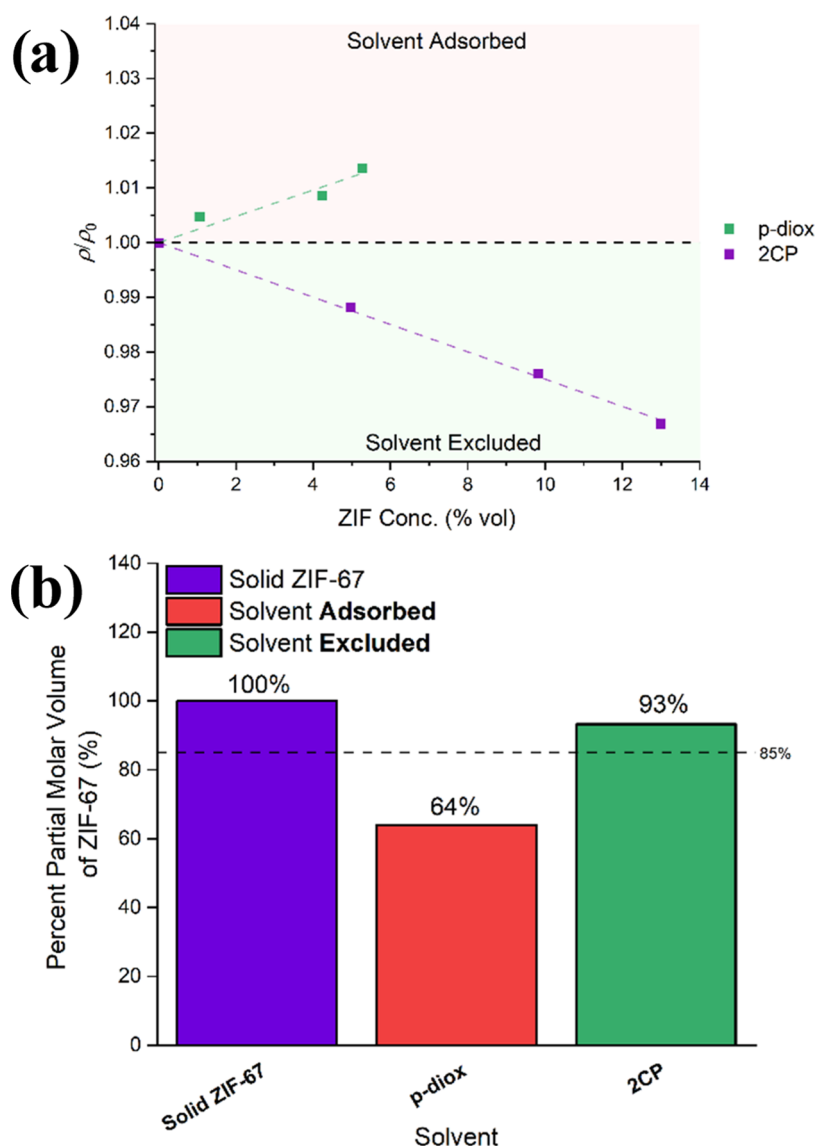 (a)
1.04
1.03
1.02
1.01
1.00
0.99
0.98
0.97
0.96
ρ/ρ0
Solvent Adsorbed
Solvent Excluded
p-diox
2CP
0 2 4 6 8 10 12 14
ZIF Conc. (% vol)
(b)
140
120
100
80
60
40
20
0
Percent Partial Molar Volume
of ZIF-67 (%)
Solid ZIF-67
Solvent Adsorbed
Solvent Excluded
100%
64%
93%
85%
Solid ZIF-67
p-diox
2CP
Solvent